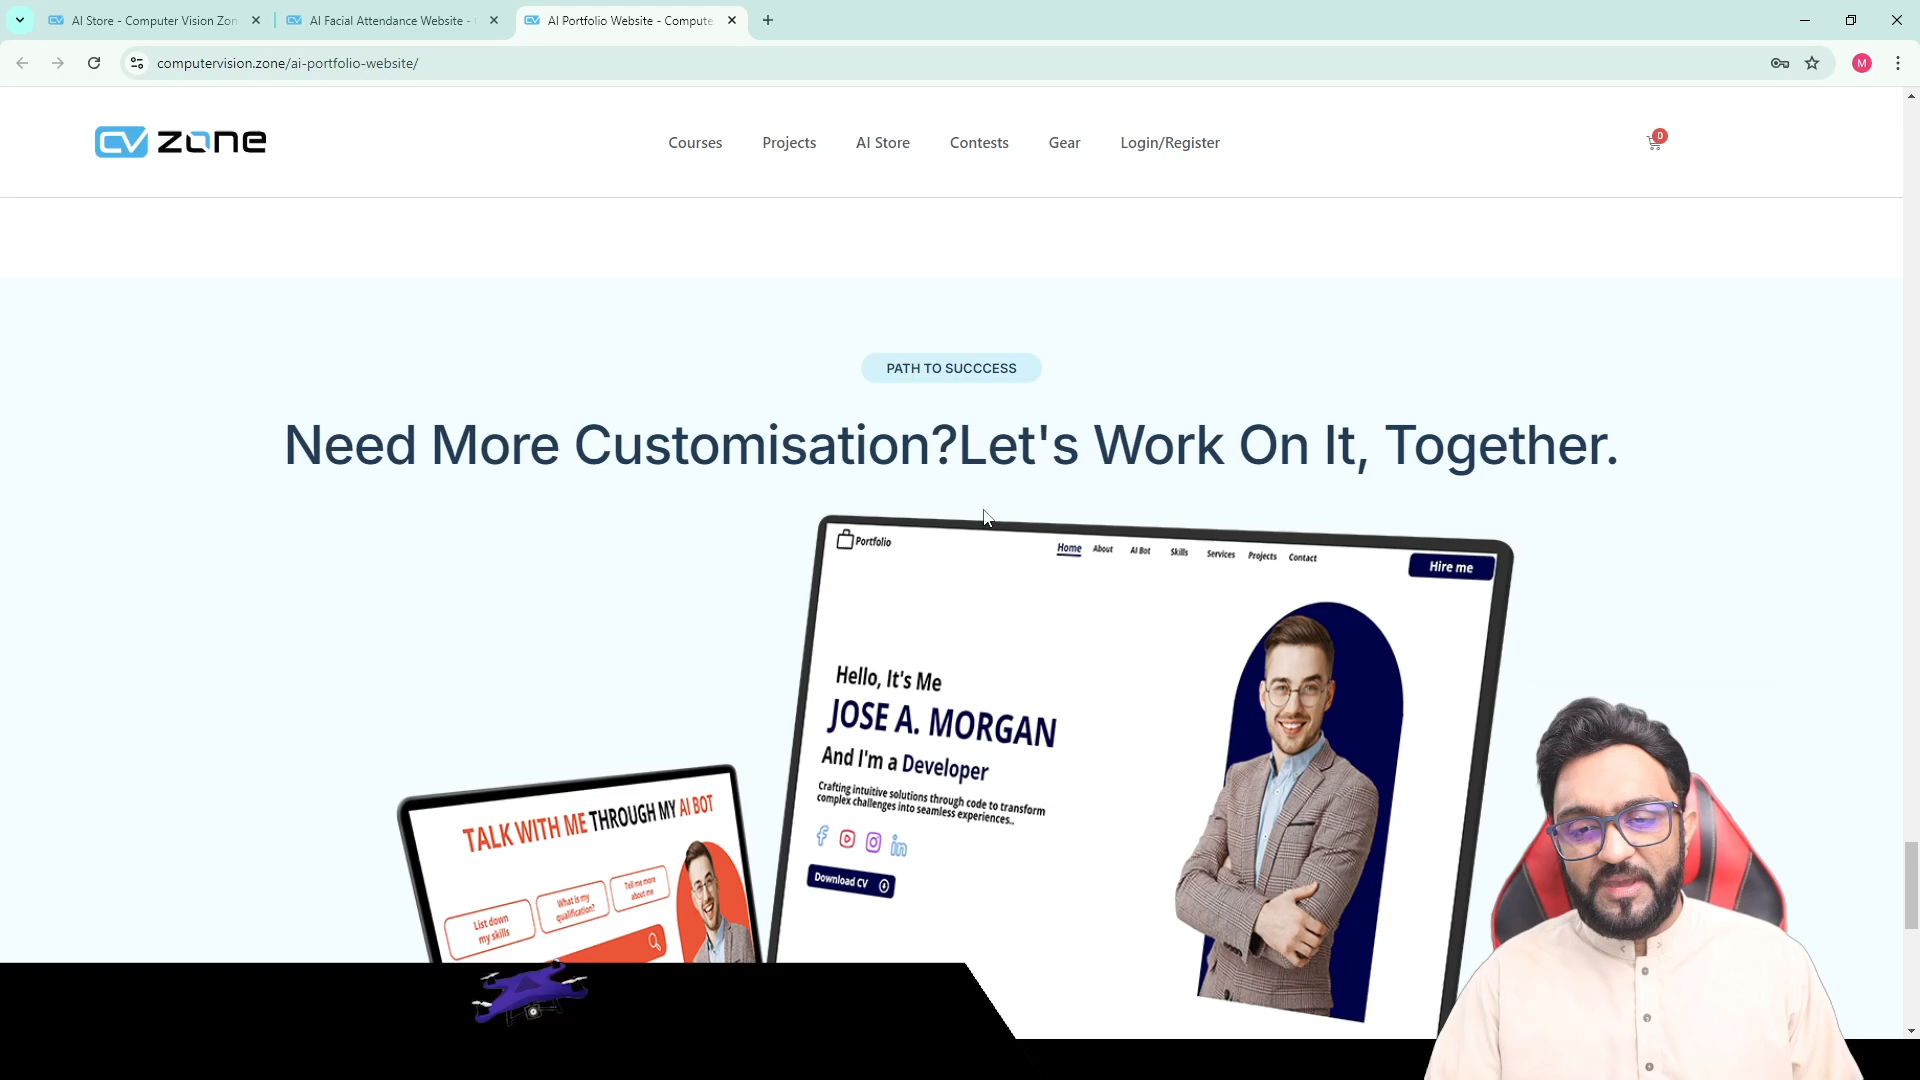 AI Store - Computer Vision Zon
AI Facial Attendance Website -
AI Portfolio Website - Compute
computervision.zone/ai-portfolio-website/
M
CV zone
Courses
Projects
AI Store
Contests
Gear
Login/Register
0
PATH TO SUCCCESS
Need More Customisation?Let's Work On It, Together.
Portfolio
Home
About
AI Bot
Skills
Services
Projects
Contact
Hire me
Hello, It's Me
JOSE A. MORGAN
And I'm a Developer
Crafting intuitive solutions through code to transform
complex challenges into seamless experiences..
Download CV
TALK WITH ME THROUGH MY AI BOT
List down
my skills
What is my
qualification?
Tell me more
about me